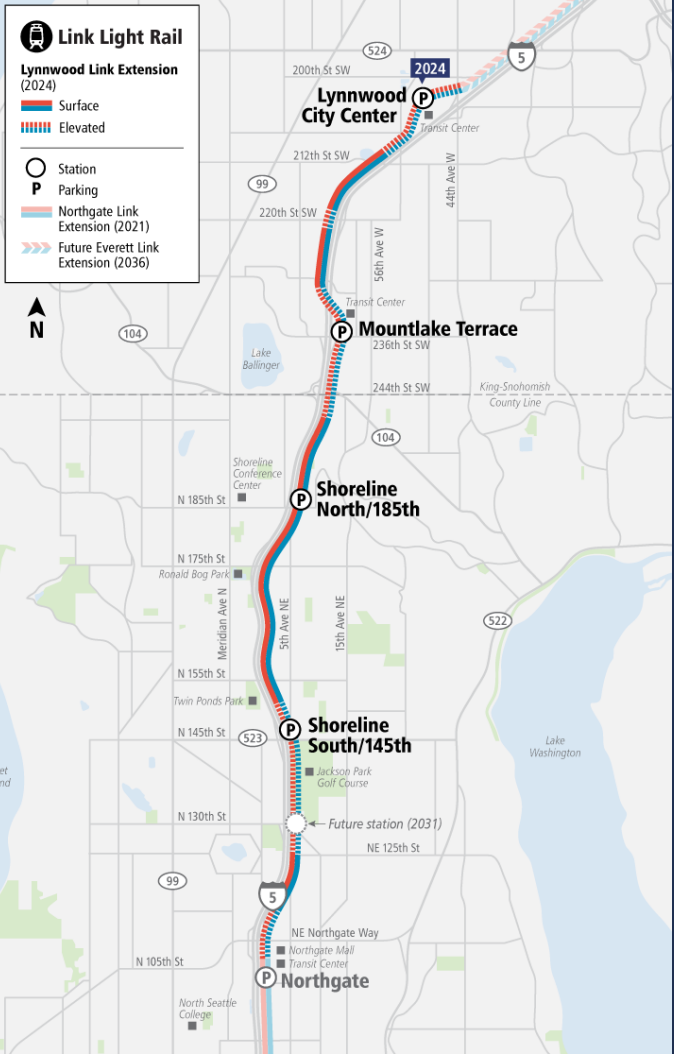 Link Light Rail
Lynnwood Link Extension
(2024)
Surface
Elevated
Station
P
Parking
Northgate Link
Extension (2021)
Future Everett Link
Extension (2036)
N
524
5
200th St SW
2024
Lynnwood
City Center
P
Transit Center
212th St SW
99
44th Ave W
220th St SW
56th Ave W
Transit Center
104
P
Mountlake Terrace
236th St SW
Lake
Ballinger
244th St SW
King-Snohomish
County Line
104
Shoreline
Conference
Center
P
Shoreline
North/185th
N 185th St
N 175th St
Ronald Bog Park
Meridian Ave N
5th Ave NE
15th Ave NE
522
N 155th St
Twin Ponds Park
P
Shoreline
South/145th
N 145th St
523
Lake
Washington
et
nd
Jackson Park
Golf Course
N 130th St
Future station (2031)
NE 125th St
99
5
NE Northgate Way
Northgate Mall
N 105th St
Transit Center
P
Northgate
North Seattle
College